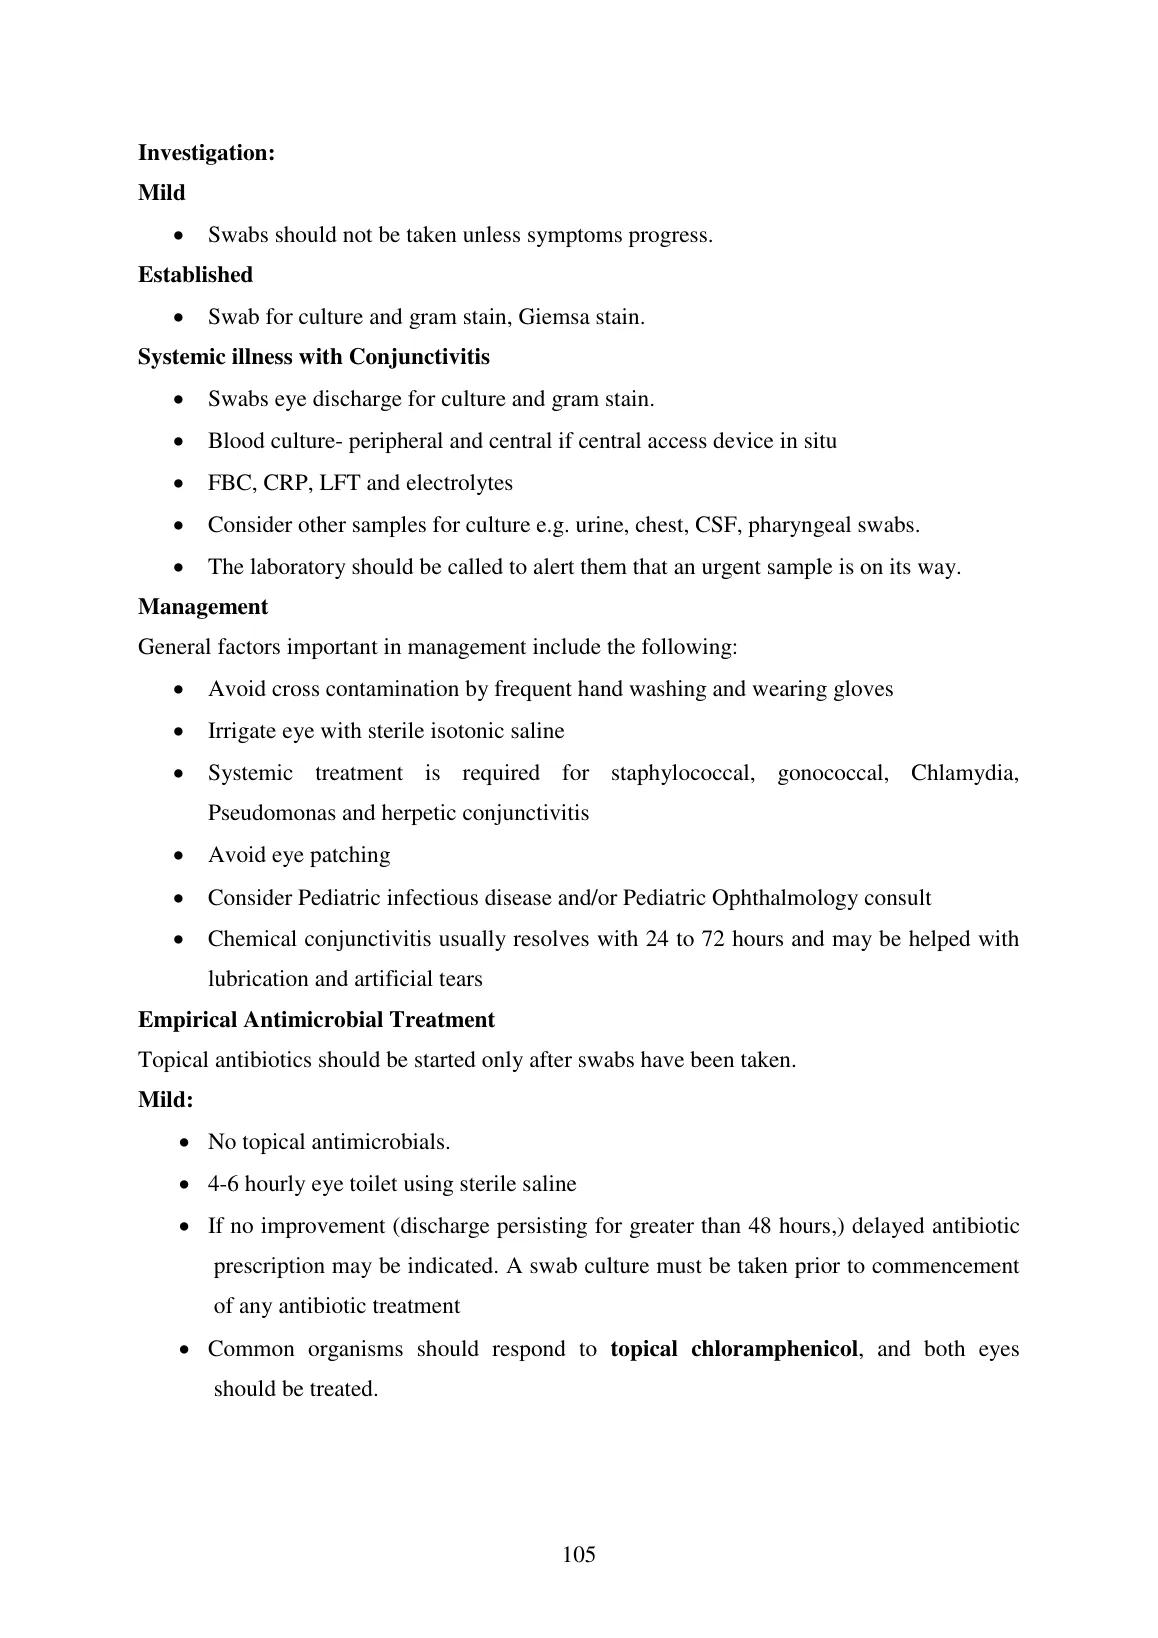 Investigation:
Mild
• Swabs should not be taken unless symptoms progress.
Established
• Swab for culture and gram stain, Giemsa stain.
Systemic illness with Conjunctivitis
• Swabs eye discharge for culture and gram stain.
• Blood culture- peripheral and central if central access device in situ
• FBC, CRP, LFT and electrolytes
• Consider other samples for culture e.g. urine, chest, CSF, pharyngeal swabs.
• The laboratory should be called to alert them that an urgent sample is on its way.
Management
General factors important in management include the following:
• Avoid cross contamination by frequent hand washing and wearing gloves
• Irrigate eye with sterile isotonic saline
• Systemic treatment is required for staphylococcal, gonococcal, Chlamydia,
Pseudomonas and herpetic conjunctivitis
• Avoid eye patching
• Consider Pediatric infectious disease and/or Pediatric Ophthalmology consult
• Chemical conjunctivitis usually resolves with 24 to 72 hours and may be helped with
lubrication and artificial tears
Empirical Antimicrobial Treatment
Topical antibiotics should be started only after swabs have been taken.
Mild:
• No topical antimicrobials.
• 4-6 hourly eye toilet using sterile saline
• If no improvement (discharge persisting for greater than 48 hours,) delayed antibiotic
prescription may be indicated. A swab culture must be taken prior to commencement
of any antibiotic treatment
• Common organisms should respond to topical chloramphenicol, and both eyes
should be treated.
105